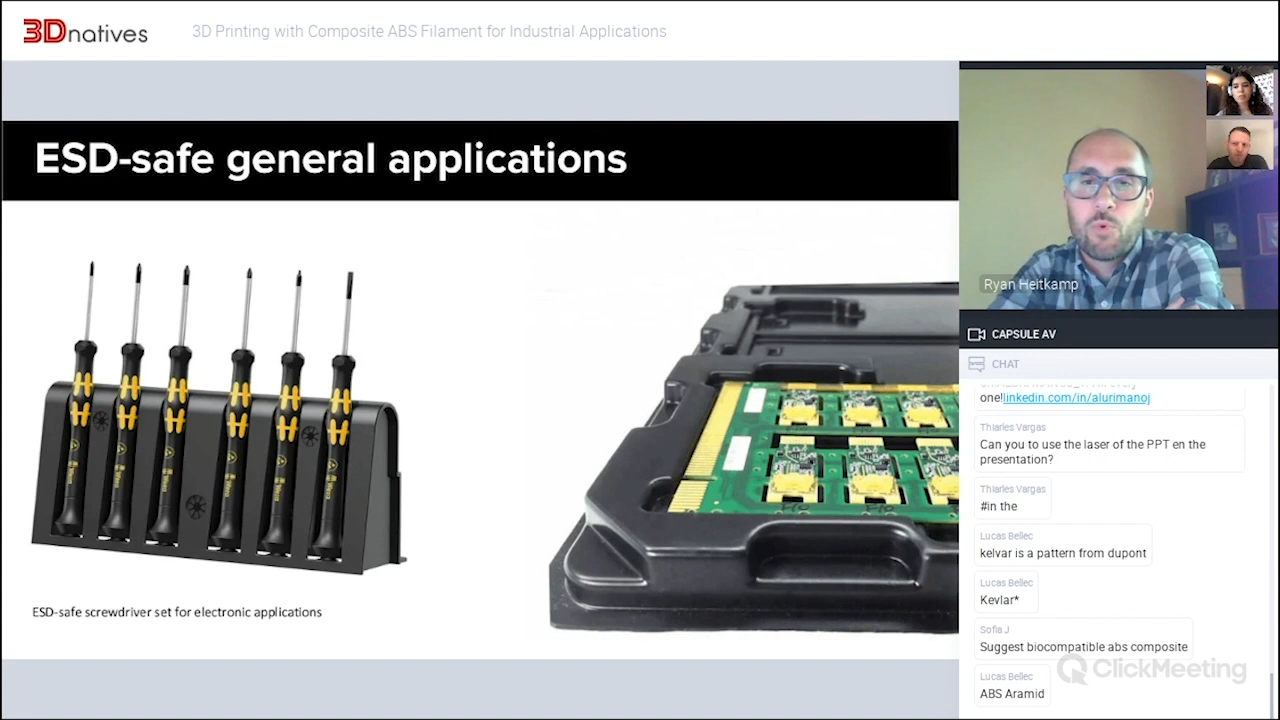 3Dnatives
3D Printing with Composite ABS Filament for Industrial Applications
ESD-safe general applications
ESD-safe screwdriver set for electronic applications
Ryan Heitkamp
CAPSULE AV
CHAT
one!linkedin.com/in/alurimanoj
Thiarles Vargas
Can you to use the laser of the PPT en the
presentation?
Thiarles Vargas
#in the
Lucas Bellec
kelvar is a pattern from dupont
Lucas Bellec
Kevlar*
Sofia J
Suggest biocompatible abs composite
ClickMeeting
Lucas Bellec
ABS Aramid